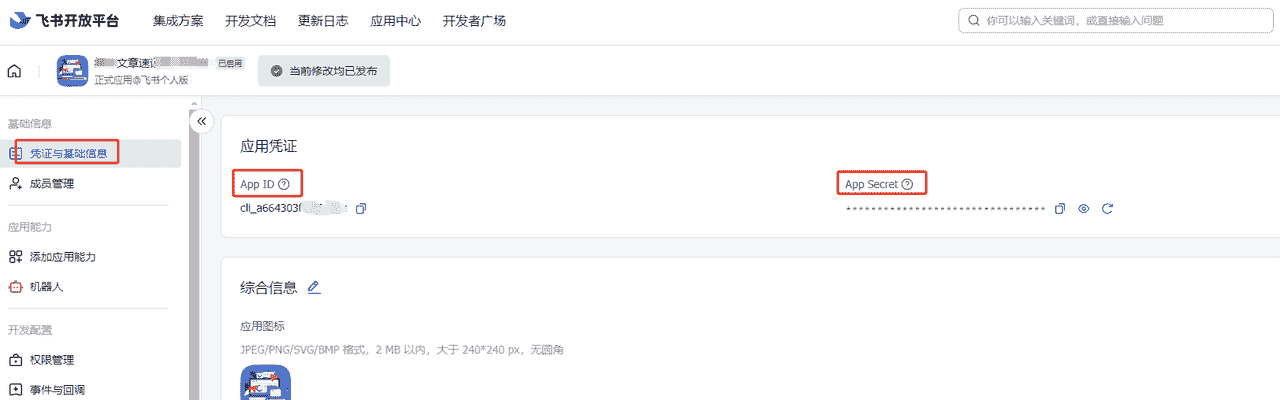 飞书开放平台 集成方案 开发文档 更新日志 应用中心 开发者广场 你可以输入关键词，或直接输入问题
文章速 已启用
正式应用@飞书个人版
当前修改均已发布
基础信息
凭证与基础信息
成员管理
应用能力
添加应用能力
机器人
开发配置
权限管理
事件与回调
应用凭证
App ID App Secret
cli_a664303 ********************************
综合信息
应用图标
JPEG/PNG/SVG/BMP 格式，2 MB 以内，大于 240*240 px，无圆角